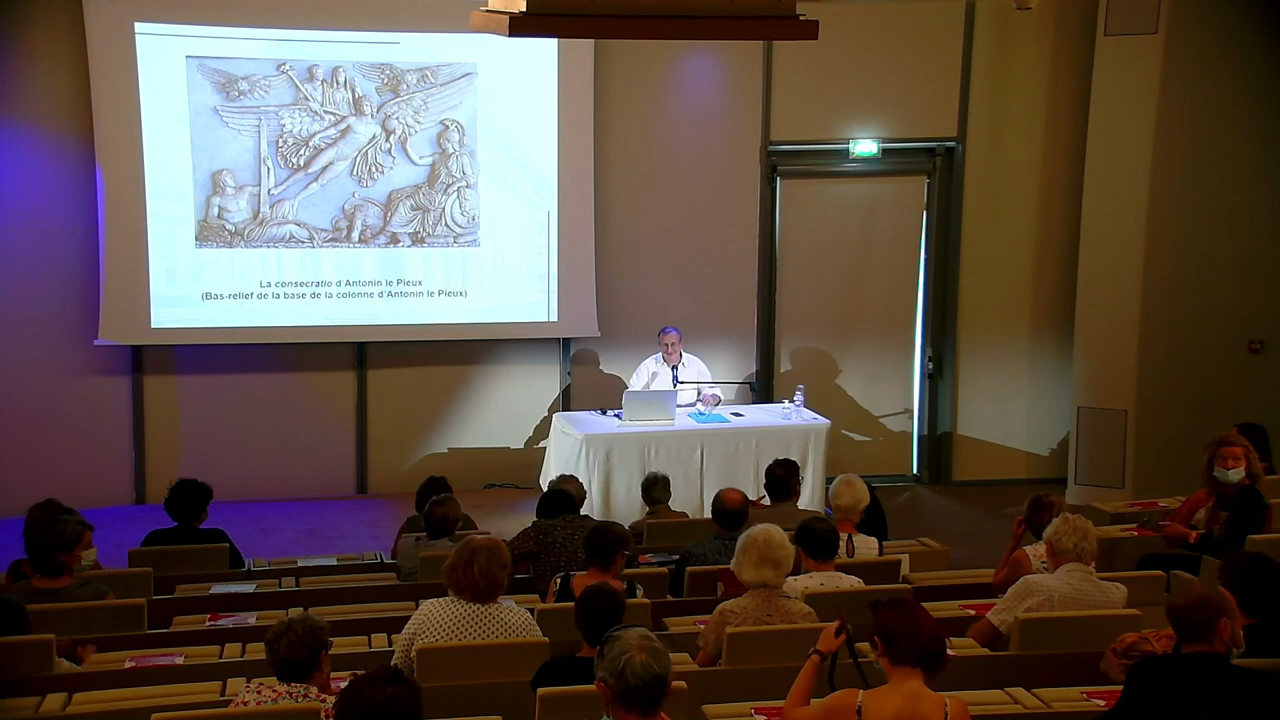 La consecratio d'Antonin le Pieux
(Bas-relief de la base de la colonne d'Antonin le Pieux)